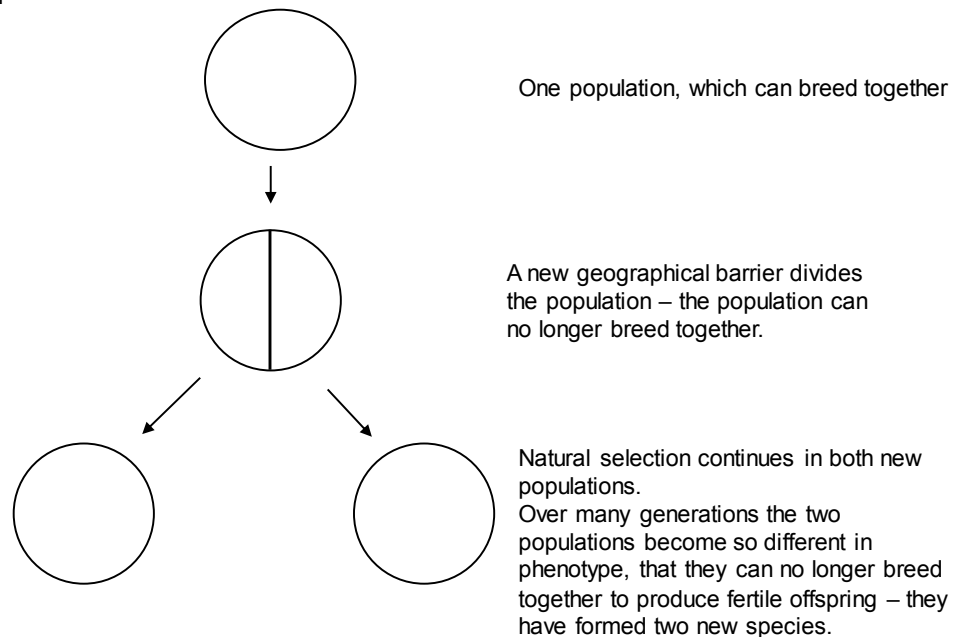 One population, which can breed together
A new geographical barrier divides
the population – the population can
no longer breed together.
Natural selection continues in both new
populations.
Over many generations the two
populations become so different in
phenotype, that they can no longer breed
together to produce fertile offspring – they
have formed two new species.